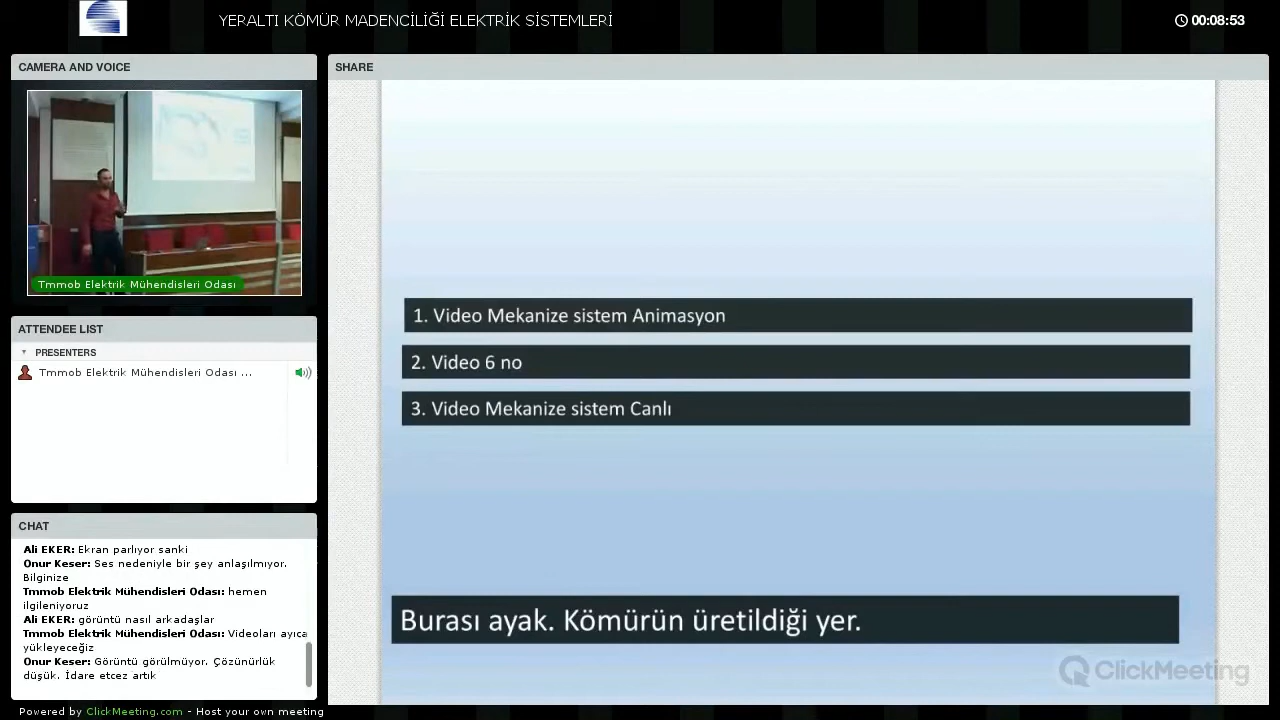 YERALTI KÖMÜR MADENCİLİĞİ ELEKTRİK SİSTEMLERİ
00:08:53
CAMERA AND VOICE
Tmmob Elektrik Mühendisleri Odası
ATTENDEE LIST
PRESENTERS
Tmmob Elektrik Mühendisleri Odası ...
CHAT
Ali EKER: Ekran parlıyor sanki
Onur Keser: Ses nedeniyle bir şey anlaşılmıyor.
Bilginize
Tmmob Elektrik Mühendisleri Odası: hemen
ilgileniyoruz
Ali EKER: görüntü nasıl arkadaşlar
Tmmob Elektrik Mühendisleri Odası: Videoları ayıca
yükleyeceğiz
Onur Keser: Görüntü görülmüyor. Çözünürlük
düşük. İdare etcez artık
Powered by ClickMeeting.com - Host your own meeting
SHARE
1. Video Mekanize sistem Animasyon
2. Video 6 no
3. Video Mekanize sistem Canlı
Burası ayak. Kömürün üretildiği yer.
ClickMeeting